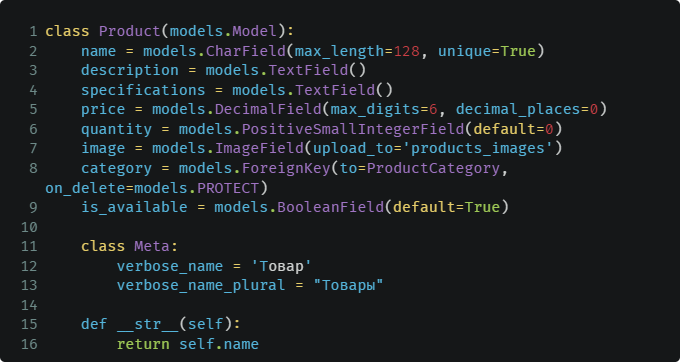 1 class Product(models.Model):
2     name = models.CharField(max_length=128, unique=True)
3     description = models.TextField()
4     specifications = models.TextField()
5     price = models.DecimalField(max_digits=6, decimal_places=0)
6     quantity = models.PositiveSmallIntegerField(default=0)
7     image = models.ImageField(upload_to='products_images')
8     category = models.ForeignKey(to=ProductCategory,
on_delete=models.PROTECT)
9     is_available = models.BooleanField(default=True)
10
11     class Meta:
12         verbose_name = 'Товар'
13         verbose_name_plural = "Товары"
14
15     def __str__(self):
16         return self.name